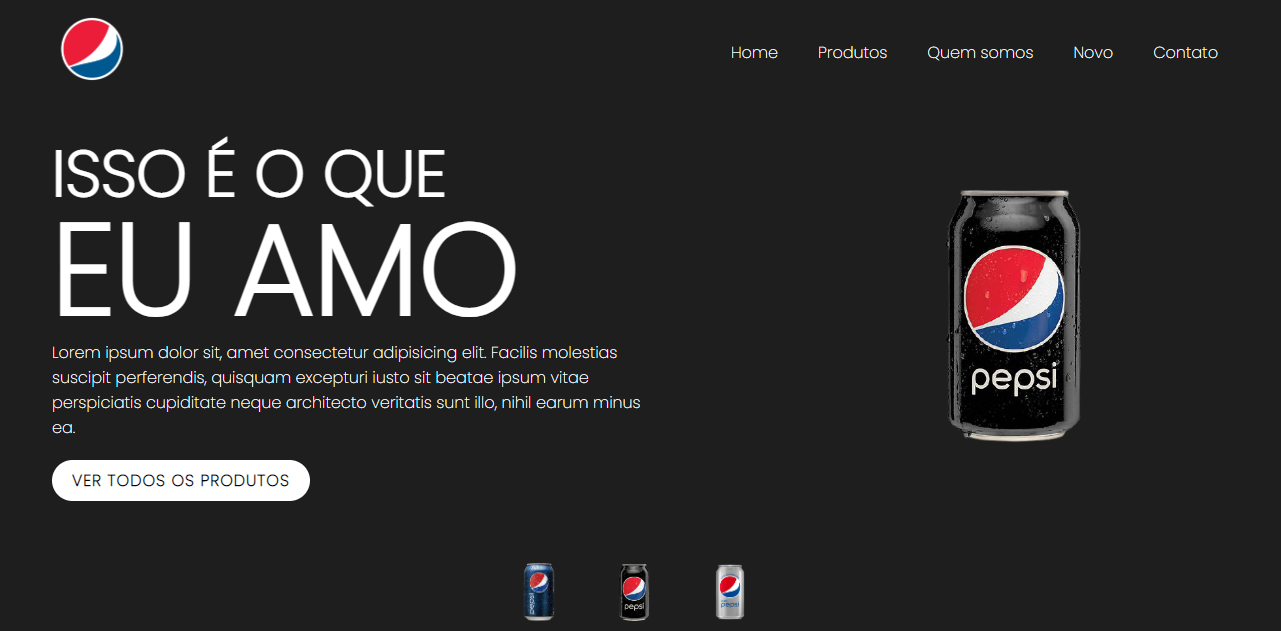 Home Produtos Quem somos Novo Contato
ISSO É O QUE
EU AMO
Lorem ipsum dolor sit, amet consectetur adipisicing elit. Facilis molestias
suscipit perferendis, quisquam excepturi iusto sit beatae ipsum vitae
perspiciatis cupiditate neque architecto veritatis sunt illo, nihil earum minus
ea.
pepsi
VER TODOS OS PRODUTOS
pepsi
pepsi
pepsi